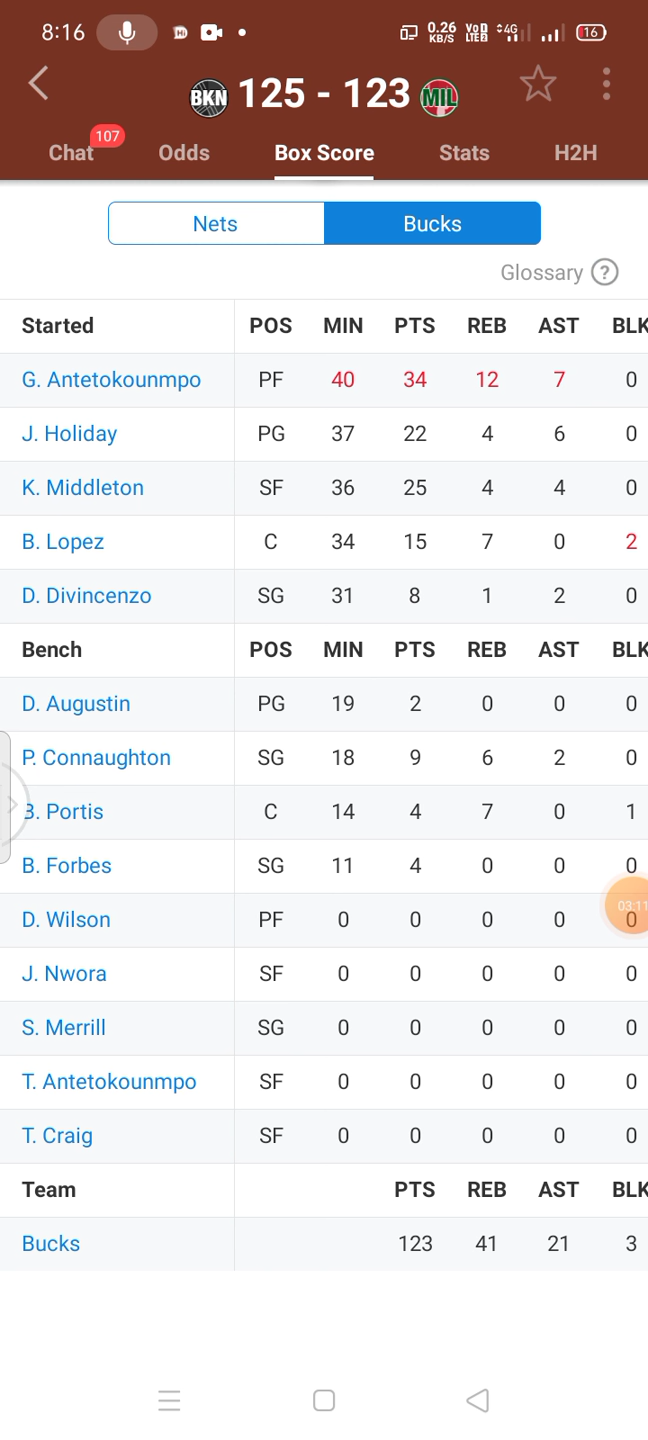 8:16 Hi 0.26 KB/S VoD LTE2 4G 16
BKN 125 - 123 MIL
Chat 107 Odds Box Score Stats H2H
Nets Bucks
Glossary ?
Started POS MIN PTS REB AST BLK
G. Antetokounmpo PF 40 34 12 7 0
J. Holiday PG 37 22 4 6 0
K. Middleton SF 36 25 4 4 0
B. Lopez C 34 15 7 0 2
D. Divincenzo SG 31 8 1 2 0
Bench POS MIN PTS REB AST BLK
D. Augustin PG 19 2 0 0 0
P. Connaughton SG 18 9 6 2 0
B. Portis C 14 4 7 0 1
B. Forbes SG 11 4 0 0 0
D. Wilson PF 0 0 0 0 0
03:11
J. Nwora SF 0 0 0 0 0
S. Merrill SG 0 0 0 0 0
T. Antetokounmpo SF 0 0 0 0 0
T. Craig SF 0 0 0 0 0
Team PTS REB AST BLK
Bucks 123 41 21 3